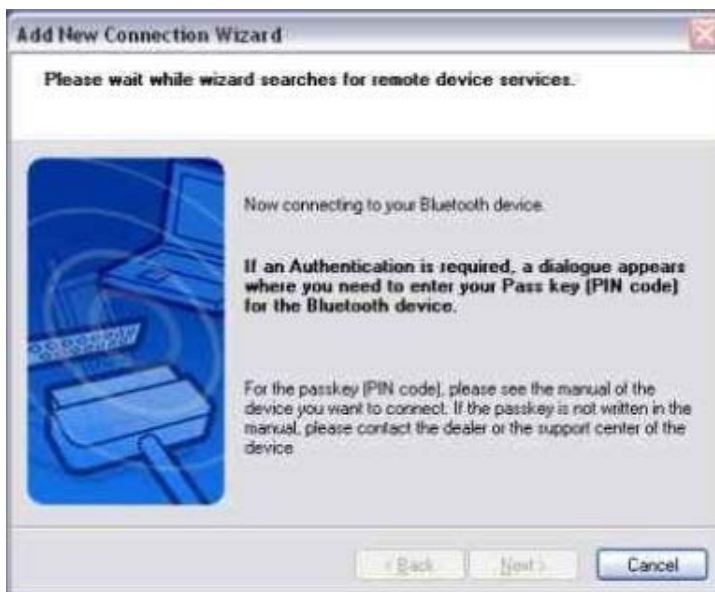 Add New Connection Wizard
Please wait while wizard searches for remote device services.
Now connecting to your Bluetooth device.
If an Authentication is required, a dialogue appears
where you need to enter your Pass key (PIN code)
for the Bluetooth device.
For the passkey (PIN code), please see the manual of the
device you want to connect. If the passkey is not written in the
manual, please contact the dealer or the support center of the
device
< Back
Next >
Cancel